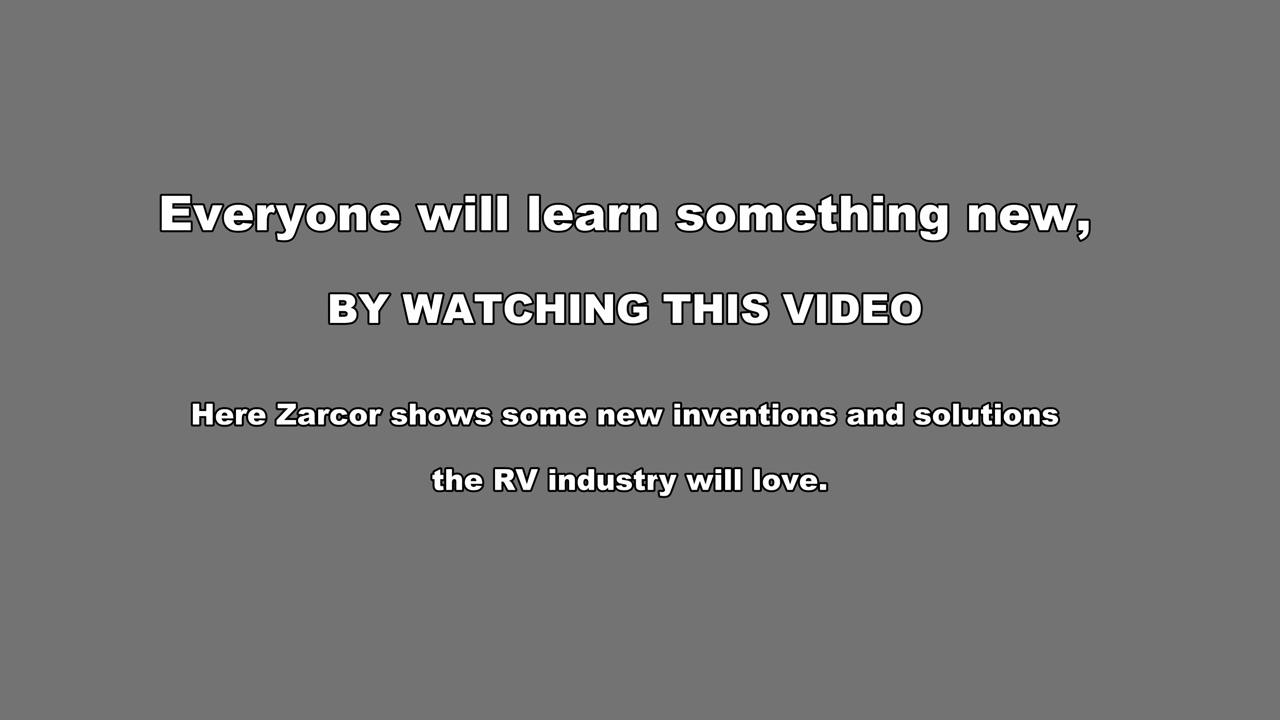 Everyone will learn something new,
BY WATCHING THIS VIDEO
Here Zarcor shows some new inventions and solutions
the RV industry will love.